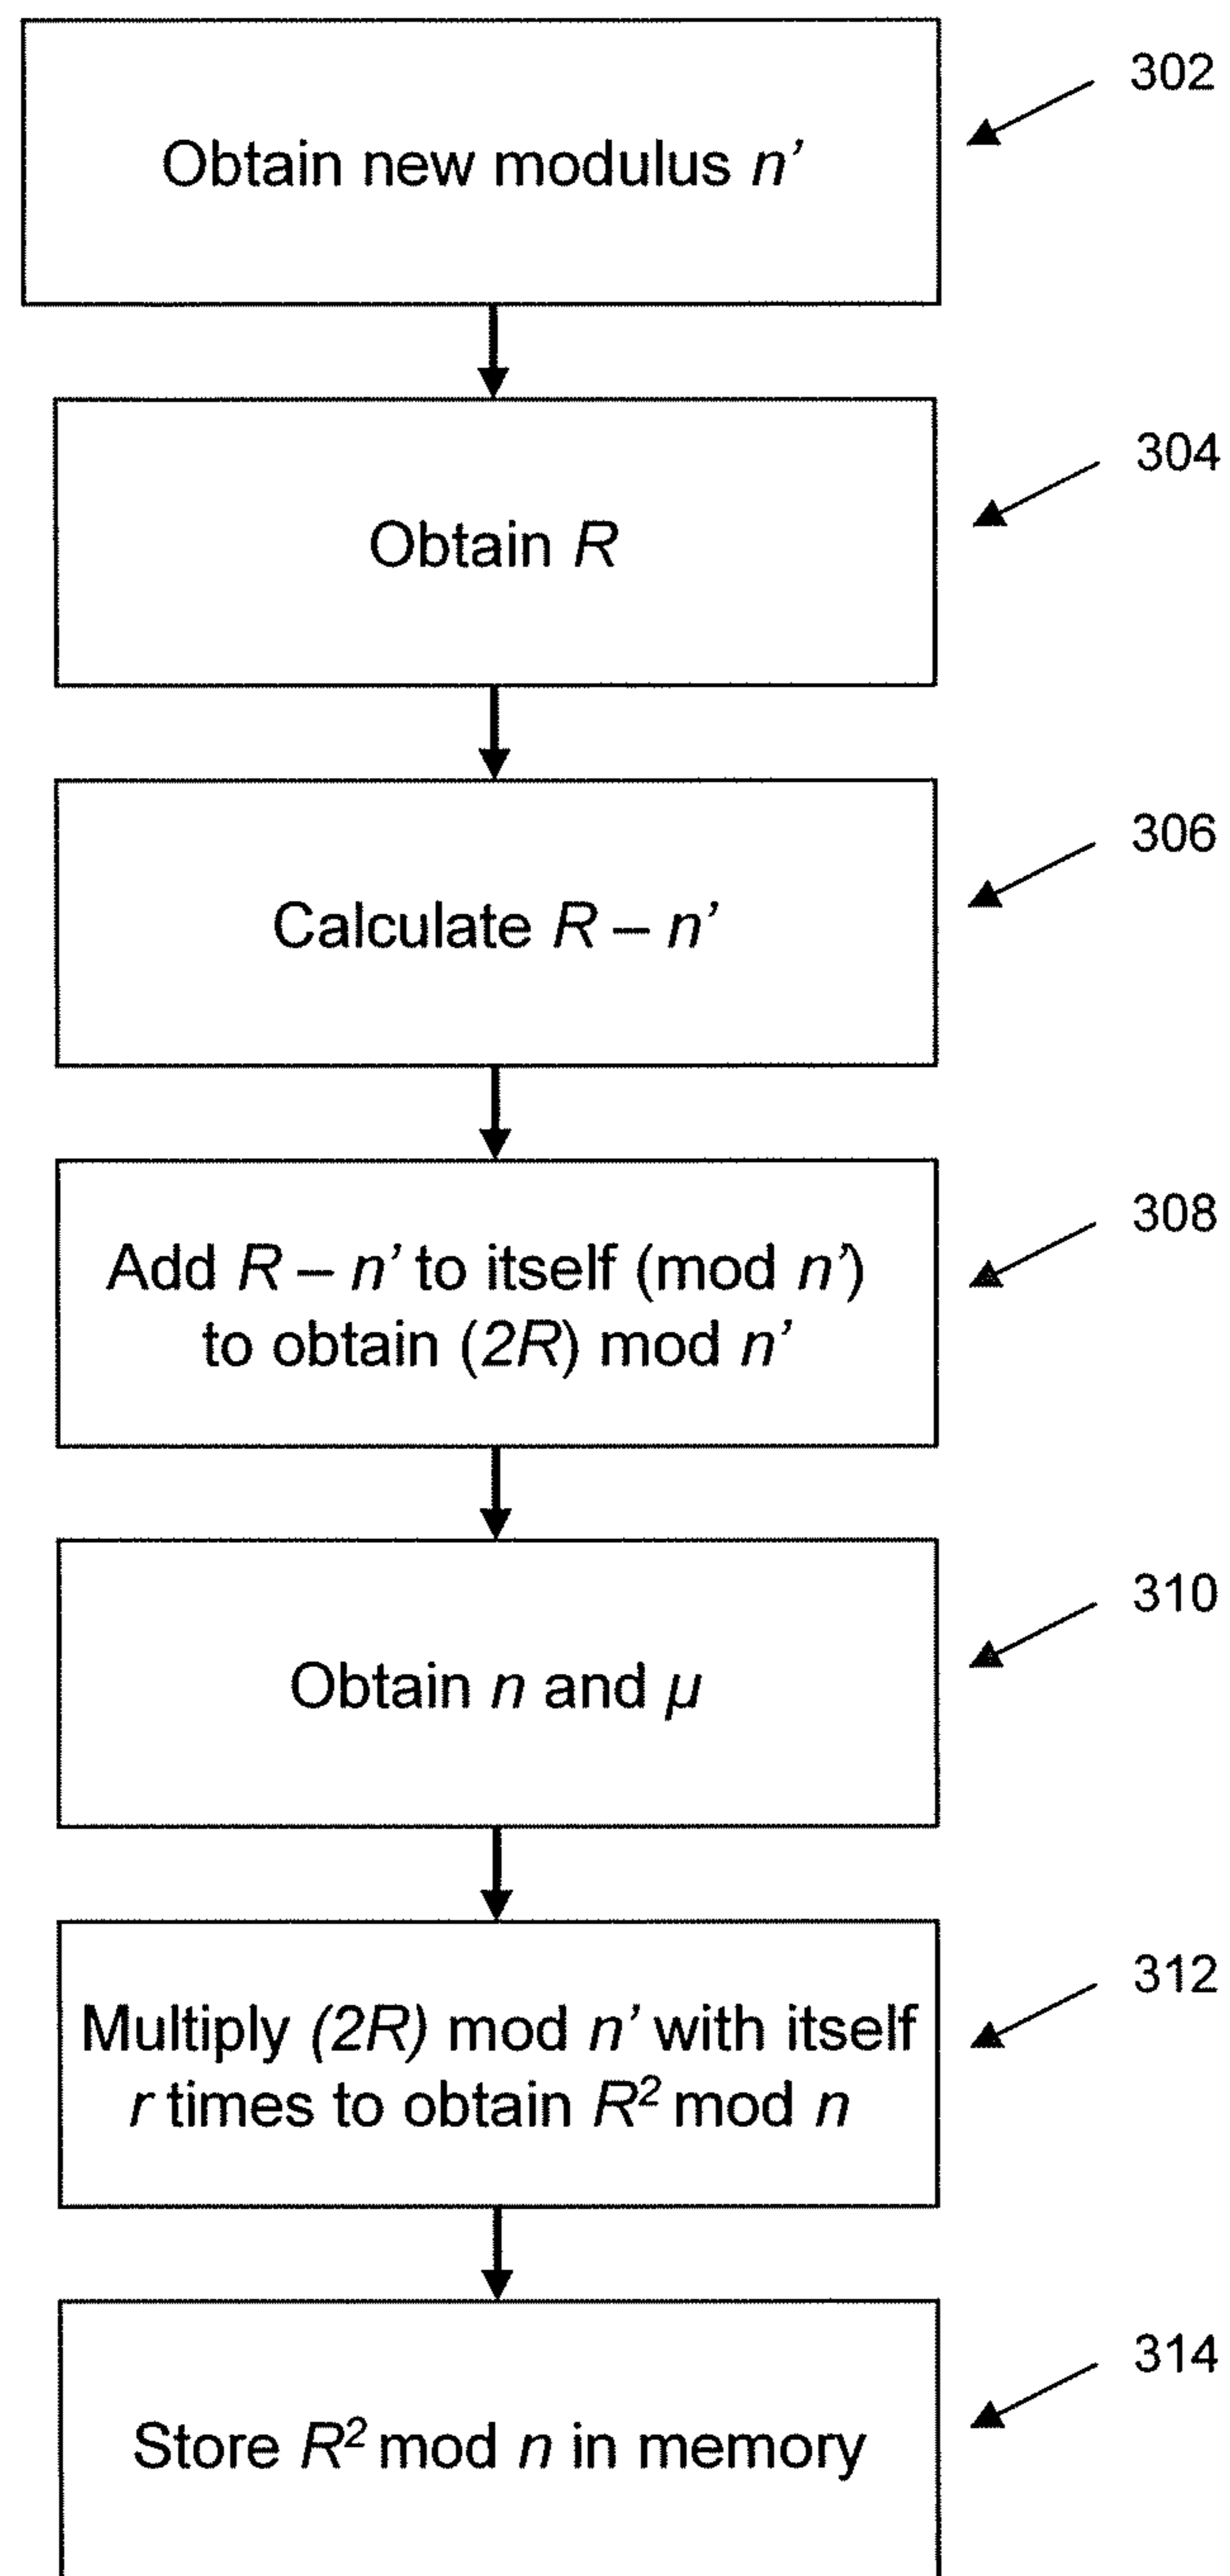 302
Obtain new modulus n’
304
Obtain R
306
Calculate R – n’
308
Add R – n’ to itself (mod n’)
to obtain (2R) mod n’
310
Obtain n and μ
312
Multiply (2R) mod n’ with itself
r times to obtain R² mod n
314
Store R² mod n in memory